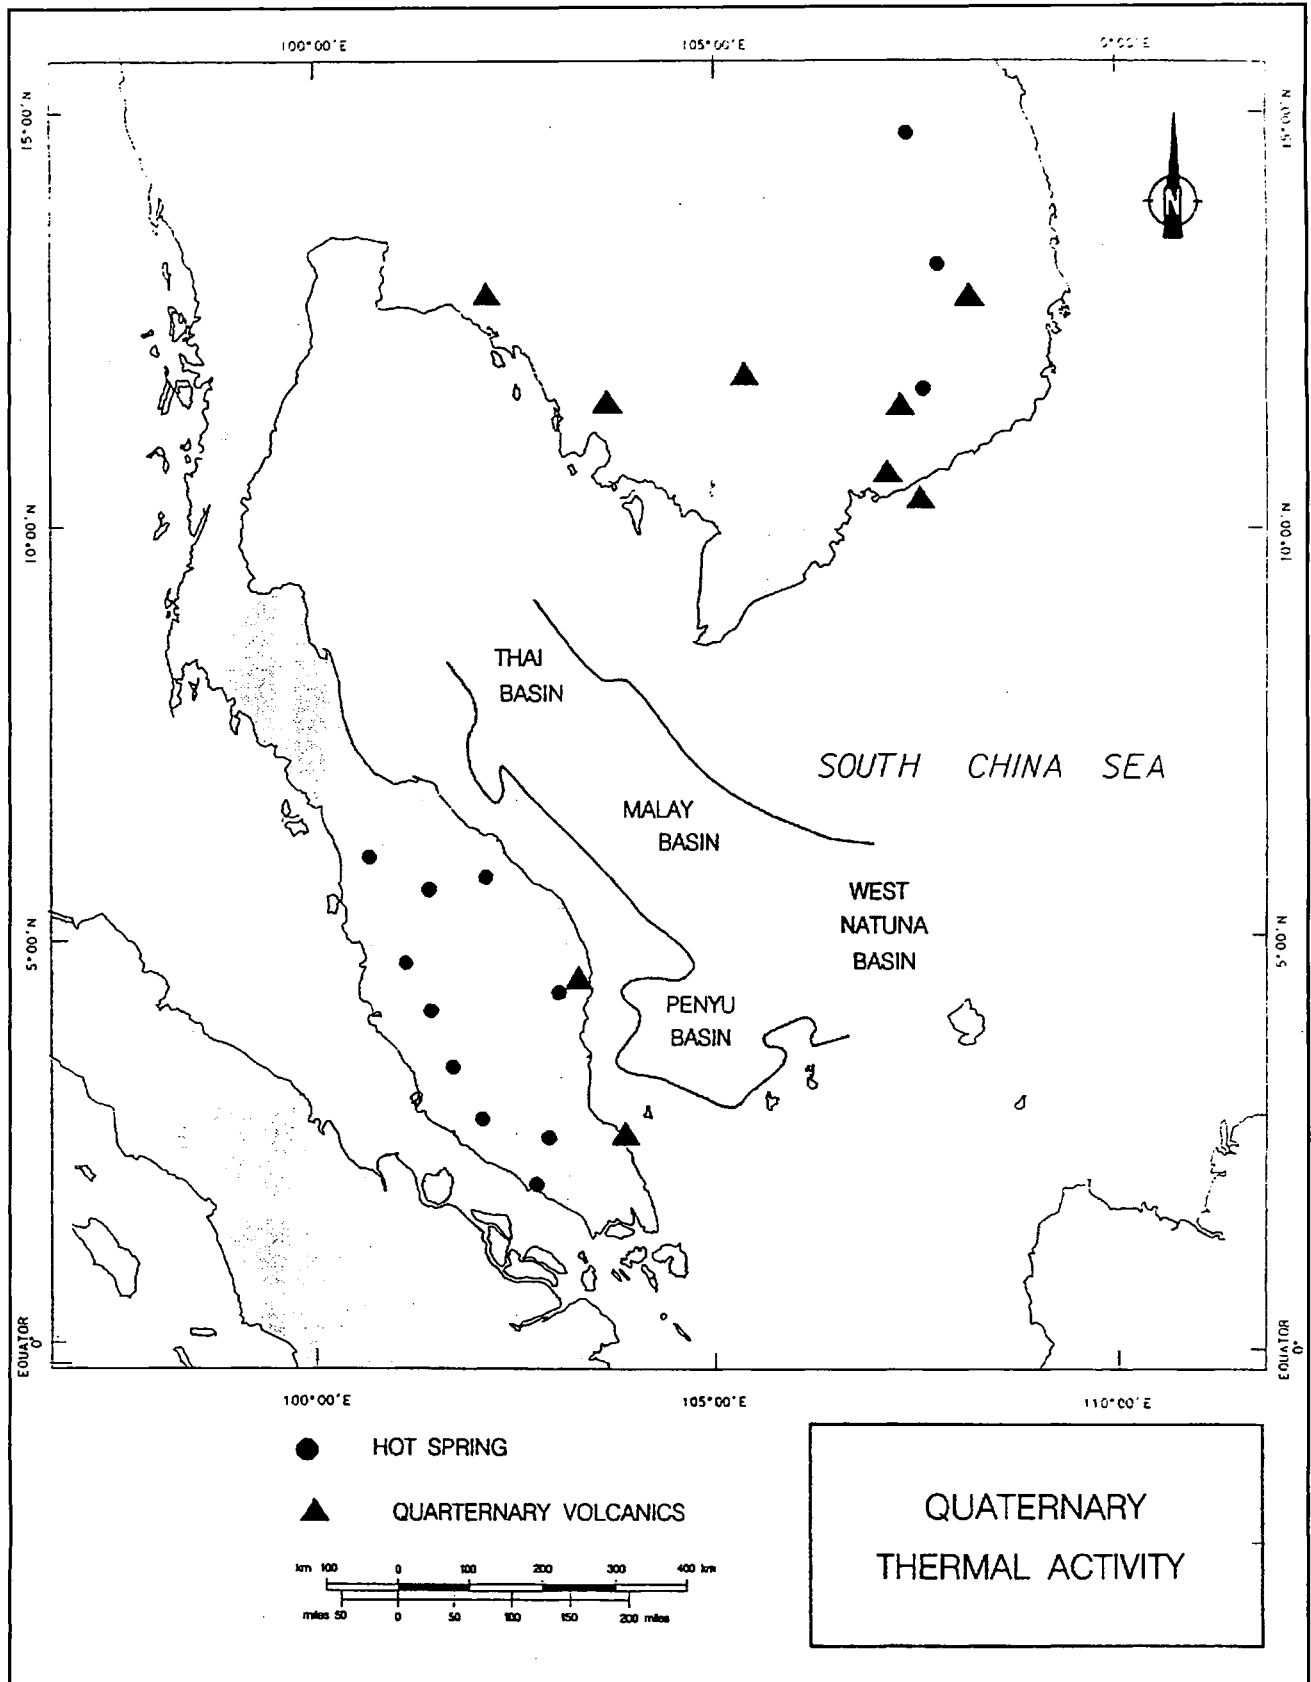 100°00'E
105°00'E
0°00'E
15°00'N
15°00'N
N
10°00'N
10°00'N
THAI
BASIN
SOUTH CHINA SEA
MALAY
BASIN
WEST
NATUNA
BASIN
5°00'N
5°00'N
PENYU
BASIN
EQUATOR
0°
EQUATOR
0°
100°00'E
105°00'E
110°00'E
HOT SPRING
QUARTERNARY VOLCANICS
km 100 0 100 200 300 400 km
miles 50 0 50 100 150 200 miles
QUATERNARY
THERMAL ACTIVITY